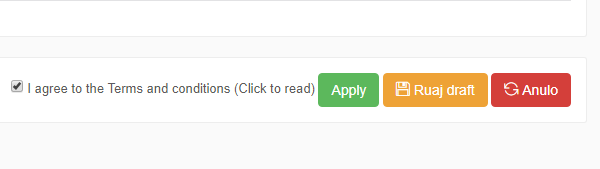 I agree to the Terms and conditions (Click to read) Apply Ruaj draft Anulo